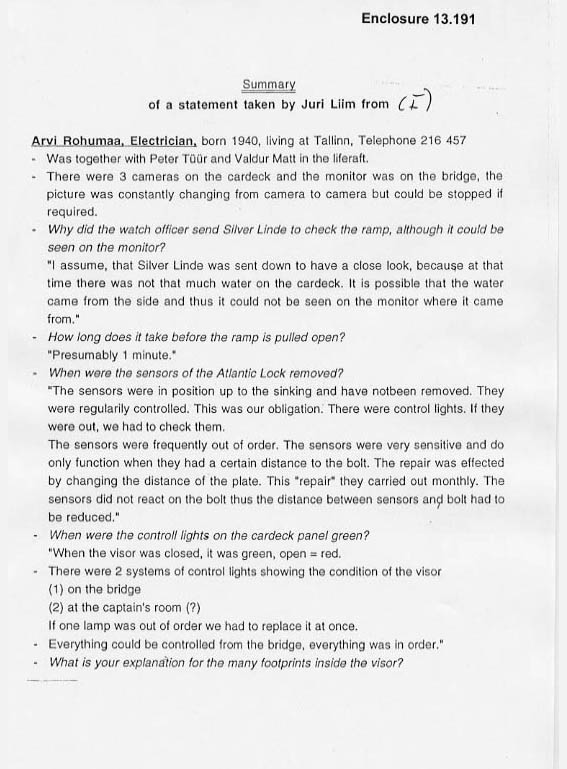 Enclosure 13.191
Summary
of a statement taken by Juri Liim from (I)
Arvi Rohumaa, Electrician, born 1940, living at Tallinn, Telephone 216 457
- Was together with Peter Tüür and Valdur Matt in the liferaft.
- There were 3 cameras on the cardeck and the monitor was on the bridge, the
picture was constantly changing from camera to camera but could be stopped if
required.
- Why did the watch officer send Silver Linde to check the ramp, although it could be
seen on the monitor?
"I assume, that Silver Linde was sent down to have a close look, because at that
time there was not that much water on the cardeck. It is possible that the water
came from the side and thus it could not be seen on the monitor where it came
from."
- How long does it take before the ramp is pulled open?
"Presumably 1 minute."
- When were the sensors of the Atlantic Lock removed?
"The sensors were in position up to the sinking and have notbeen removed. They
were regularily controlled. This was our obligation. There were control lights. If they
were out, we had to check them.
The sensors were frequently out of order. The sensors were very sensitive and do
only function when they had a certain distance to the bolt. The repair was effected
by changing the distance of the plate. This "repair" they carried out monthly. The
sensors did not react on the bolt thus the distance between sensors and bolt had to
be reduced."
- When were the controll lights on the cardeck panel green?
"When the visor was closed, it was green, open = red.
- There were 2 systems of control lights showing the condition of the visor
(1) on the bridge
(2) at the captain's room (?)
If one lamp was out of order we had to replace it at once.
- Everything could be controlled from the bridge, everything was in order."
- What is your explanation for the many footprints inside the visor?